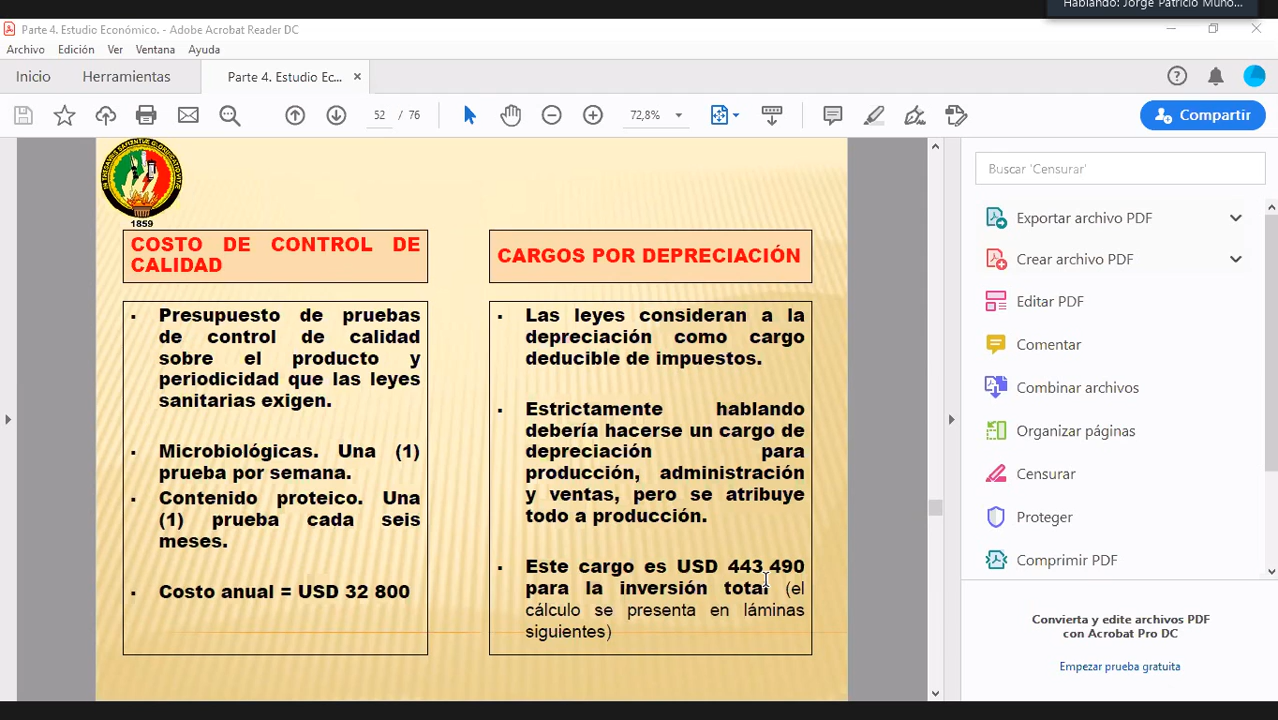 Hablando: Jorge Patricio Muño...
Parte 4. Estudio Económico. - Adobe Acrobat Reader DC
Archivo Edición Ver Ventana Ayuda
Inicio Herramientas Parte 4. Estudio Ec... ×
52 / 76 72,8% Compartir
1859
COSTO DE CONTROL DE
CALIDAD
▪ Presupuesto de pruebas
de control de calidad
sobre el producto y
periodicidad que las leyes
sanitarias exigen.
▪ Microbiológicas. Una (1)
prueba por semana.
▪ Contenido proteico. Una
(1) prueba cada seis
meses.
▪ Costo anual = USD 32 800
CARGOS POR DEPRECIACIÓN
▪ Las leyes consideran a la
depreciación como cargo
deducible de impuestos.
▪ Estrictamente hablando
debería hacerse un cargo de
depreciación para
producción, administración
y ventas, pero se atribuye
todo a producción.
▪ Este cargo es USD 443 490
para la inversión total (el
cálculo se presenta en láminas
siguientes)
Buscar 'Censurar'
Exportar archivo PDF
Crear archivo PDF
Editar PDF
Comentar
Combinar archivos
Organizar páginas
Censurar
Proteger
Comprimir PDF
Convierta y edite archivos PDF
con Acrobat Pro DC
Empezar prueba gratuita